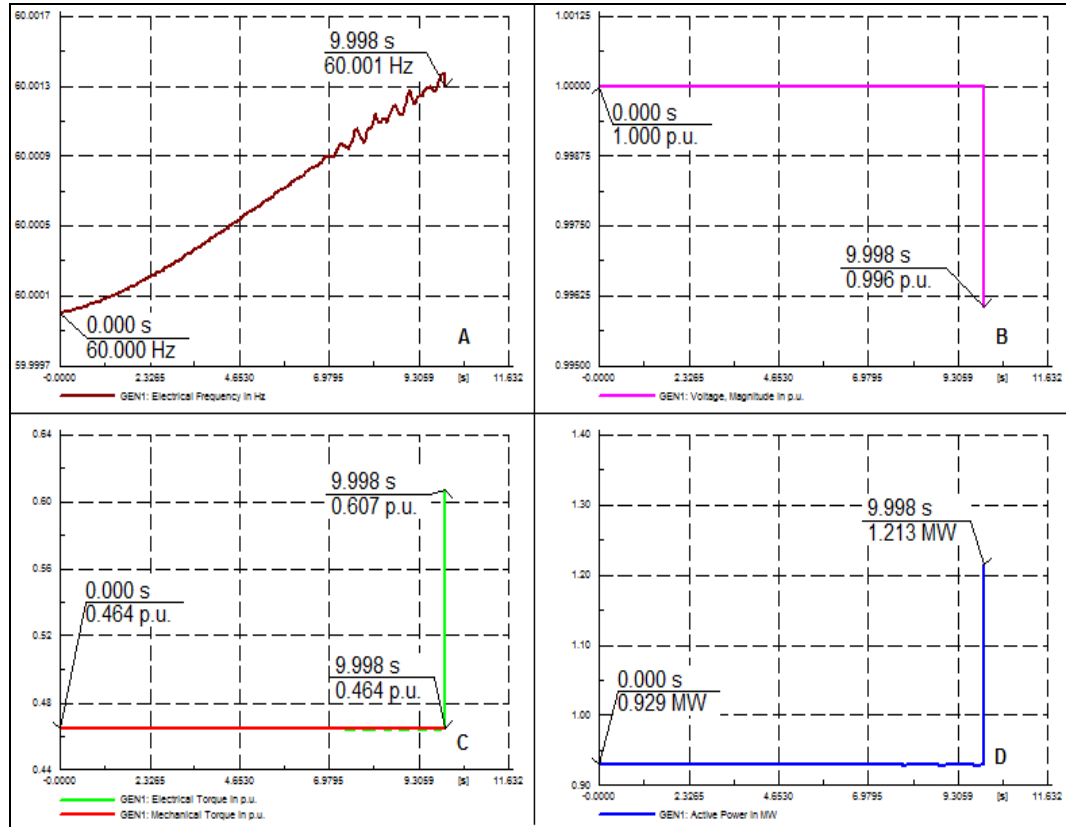 60.0017
60.0013
60.0009
60.0005
60.0001
59.9997
9.998 s
60.001 Hz
0.000 s
60.000 Hz
A
-0.0000 2.3265 4.6530 6.9795 9.3059 [s] 11.632
GEN1: Electrical Frequency in Hz
1.00125
1.00000
0.99875
0.99750
0.99625
0.99500
0.000 s
1.000 p.u.
9.998 s
0.996 p.u.
B
-0.0000 2.3265 4.6530 6.9795 9.3059 [s] 11.632
GEN1: Voltage, Magnitude in p.u.
0.64
0.60
0.56
0.52
0.48
0.44
9.998 s
0.607 p.u.
0.000 s
0.464 p.u.
9.998 s
0.464 p.u.
C
-0.0000 2.3265 4.6530 6.9795 9.3059 [s] 11.632
GEN1: Electrical Torque in p.u.
GEN1: Mechanical Torque in p.u.
1.40
1.30
1.20
1.10
1.00
0.90
9.998 s
1.213 MW
0.000 s
0.929 MW
D
-0.0000 2.3265 4.6530 6.9795 9.3059 [s] 11.632
GEN1: Active Power in MW